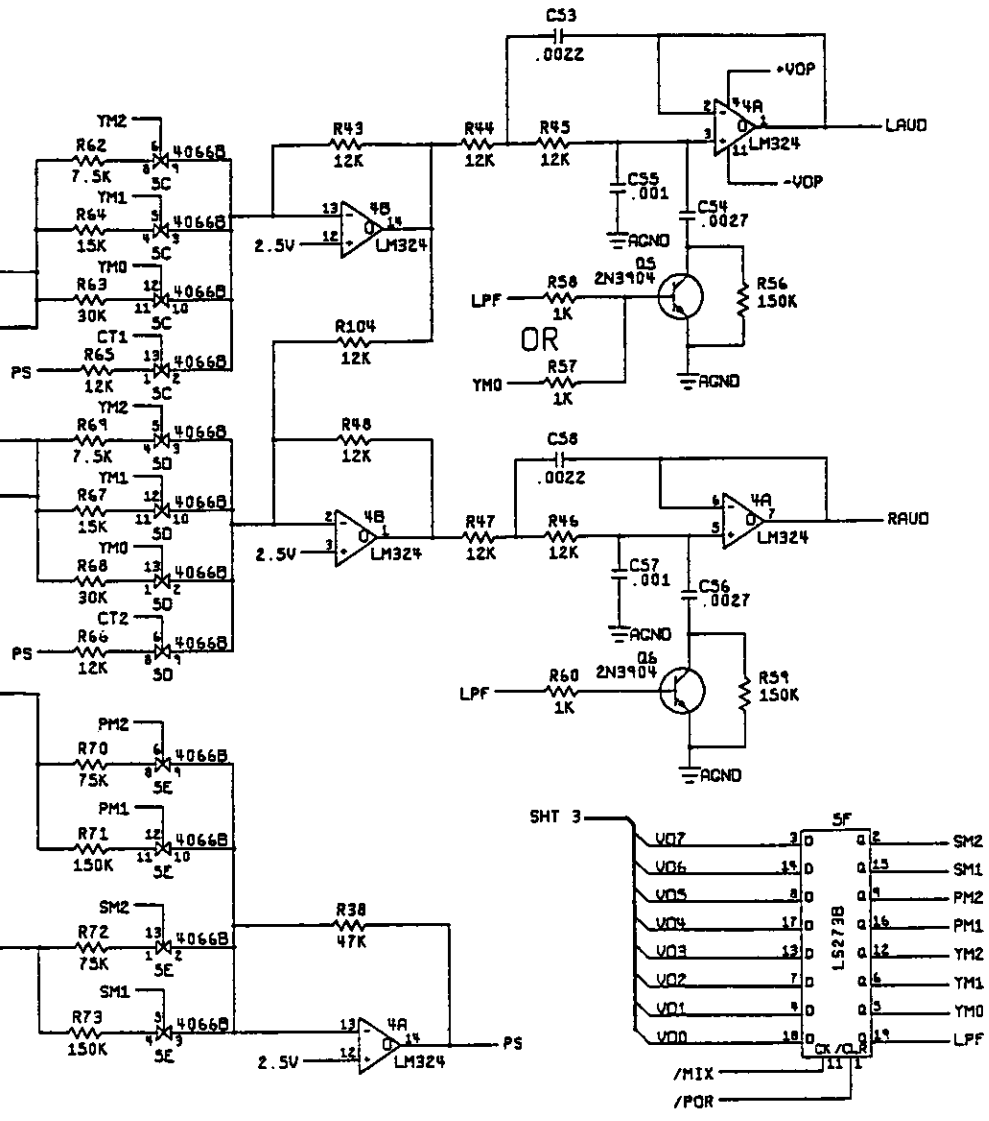 C53
.0022
+VOP
YM2
R43
R44
R45
2
4
4A
1
LAUD
R62
6
4066B
12K
12K
12K
3
11
LM324
7.5K
8
9
5C
YM1
C55
.001
-VOP
R64
5
4066B
13
4B
14
C54
.0027
15K
4
3
5C
2.5V
12
LM324
AGND
YM0
Q5
2N3904
R63
12
4066B
LPF
R58
R56
30K
11
10
5C
1K
150K
CT1
R104
OR
R65
13
4066B
12K
R57
PS
12K
1
2
5C
YM0
1K
AGND
YM2
R69
5
4066B
R48
C58
7.5K
4
3
5D
12K
.0022
YM1
R67
12
4066B
2
4B
1
R47
R46
6
4A
7
RAUD
15K
11
10
5D
2.5V
3
LM324
12K
12K
5
LM324
YM0
C57
.001
R68
13
4066B
C56
.0027
30K
1
2
5D
CT2
AGND
R66
6
4066B
Q6
2N3904
PS
12K
8
9
5D
LPF
R60
R59
1K
150K
PM2
R70
6
4066B
AGND
75K
8
9
5E
PM1
SHT 3
5F
R71
12
4066B
VO7
3
D
Q
2
SM2
150K
11
10
5E
VO6
14
D
Q
15
SM1
VO5
8
D
Q
9
PM2
SM2
R38
VO4
17
D
LS273B
Q
16
PM1
R72
13
4066B
47K
VO3
13
D
Q
12
YM2
75K
1
2
5E
VO2
7
D
Q
6
YM1
SM1
VO1
4
D
Q
5
YM0
R73
5
4066B
13
4A
14
PS
VO0
18
D
Q
19
LPF
150K
4
3
5E
2.5V
12
LM324
CK /CLR
/MIX
11
1
/POR